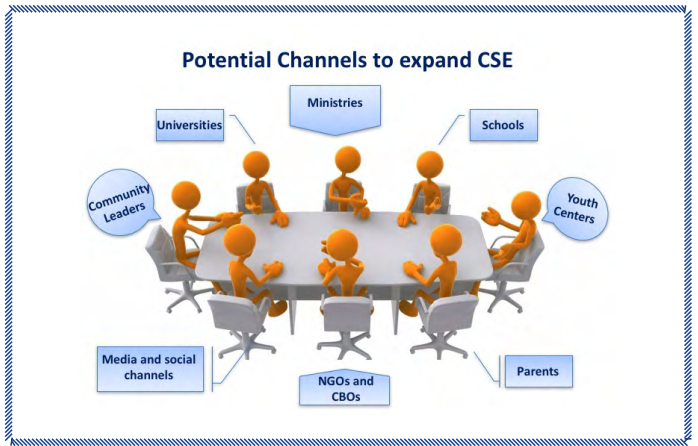 Potential Channels to expand CSE
Ministries
Universities
Schools
Community
Leaders
Youth
Centers
Media and social
channels
NGOs and
CBOs
Parents